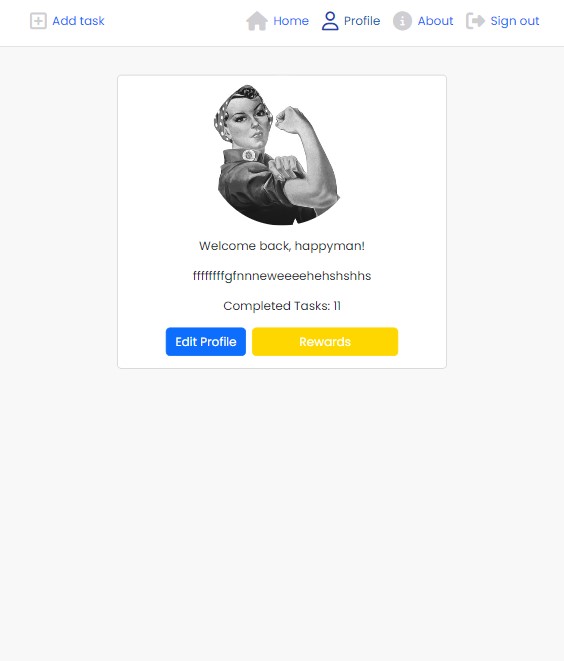 Add task Home Profile About Sign out
Welcome back, happyman!
ffffffffgfnnneweeeehehshshhs
Completed Tasks: 11
Edit Profile Rewards